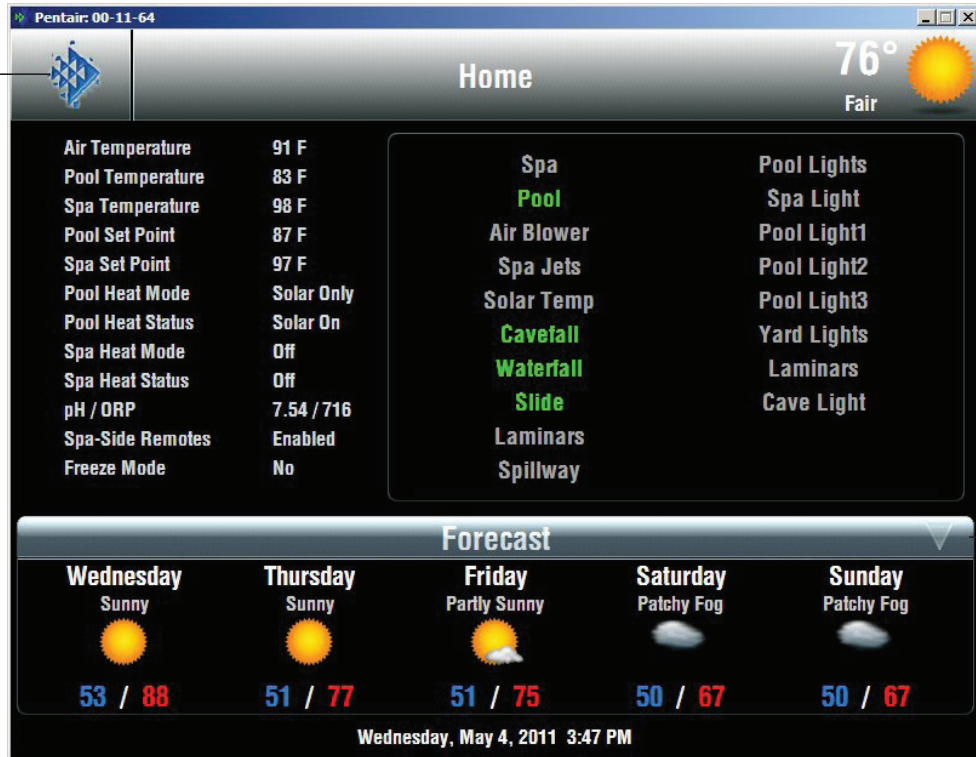 Pentair: 00-11-64
Home
76°
Fair
Air Temperature 91 F
Pool Temperature 83 F
Spa Temperature 98 F
Pool Set Point 87 F
Spa Set Point 97 F
Pool Heat Mode Solar Only
Pool Heat Status Solar On
Spa Heat Mode Off
Spa Heat Status Off
pH / ORP 7.54 / 716
Spa-Side Remotes Enabled
Freeze Mode No
Spa Pool Lights
Pool Spa Light
Air Blower Pool Light1
Spa Jets Pool Light2
Solar Temp Pool Light3
Cavefall Yard Lights
Waterfall Laminars
Slide Cave Light
Laminars
Spillway
Forecast
Wednesday Thursday Friday Saturday Sunday
Sunny Sunny Partly Sunny Patchy Fog Patchy Fog
53 / 88 51 / 77 51 / 75 50 / 67 50 / 67
Wednesday, May 4, 2011 3:47 PM